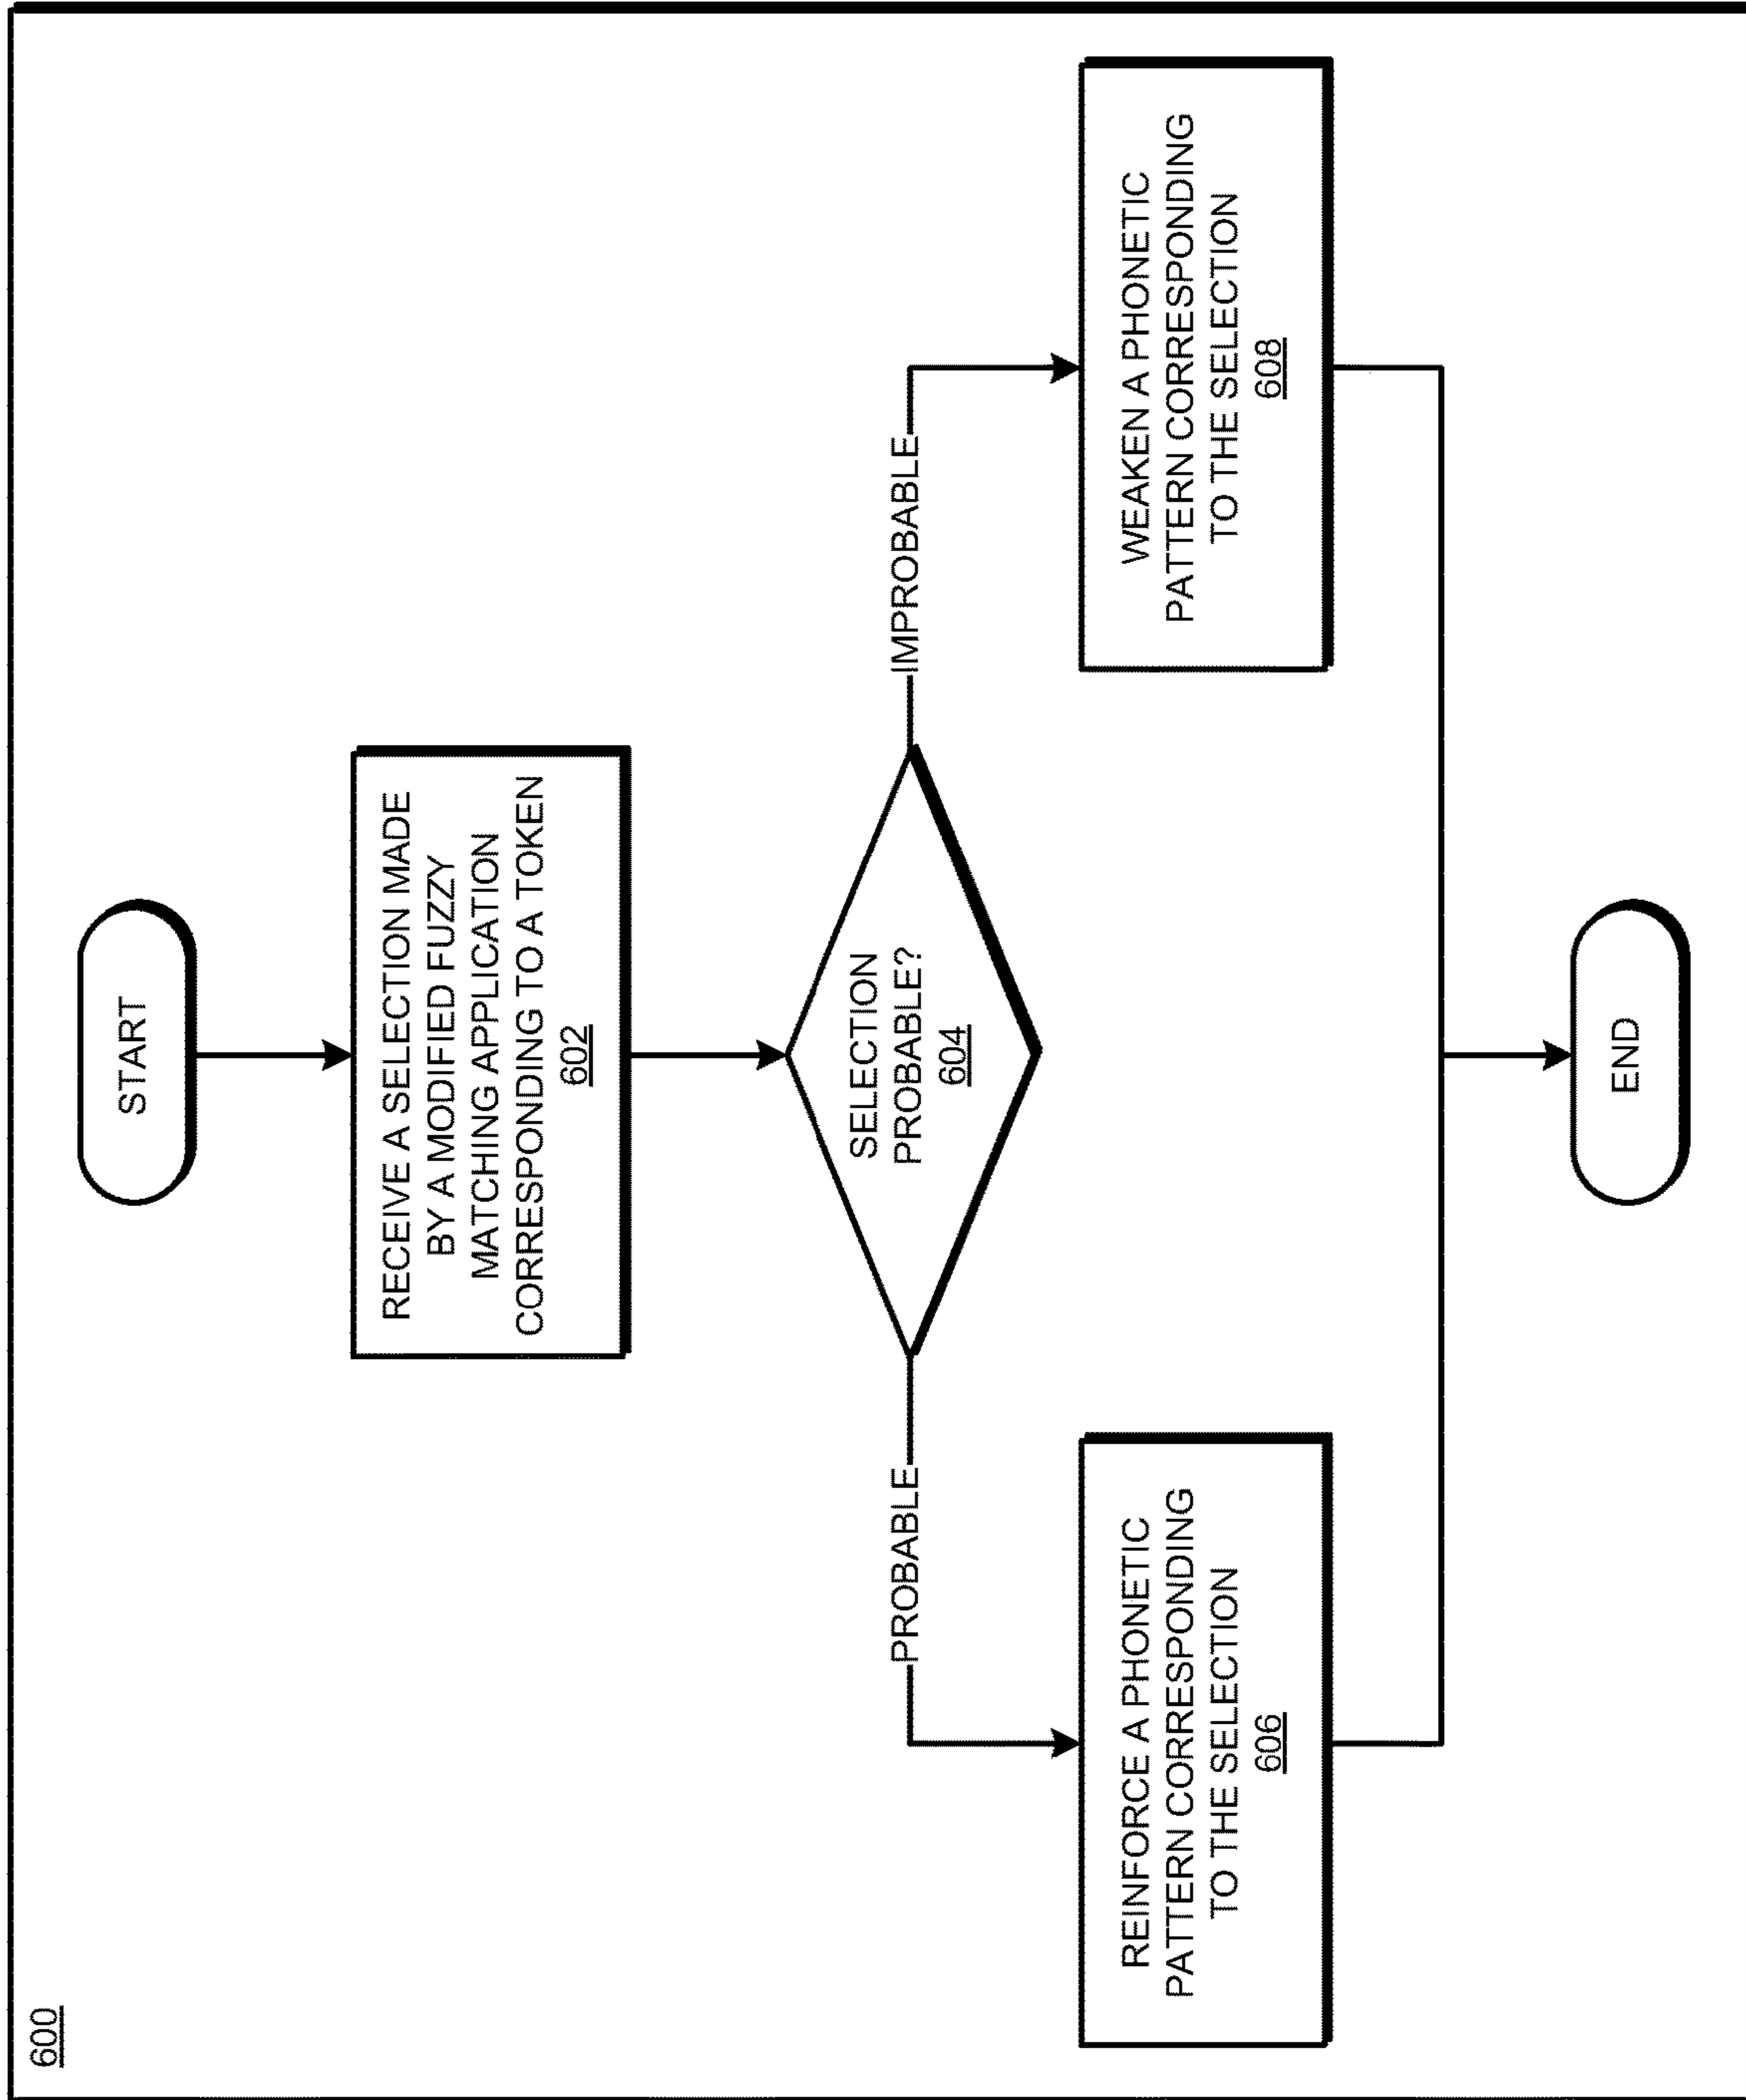 600
START
RECEIVE A SELECTION MADE
BY A MODIFIED FUZZY
MATCHING APPLICATION
CORRESPONDING TO A TOKEN
602
SELECTION
PROBABLE?
604
PROBABLE
IMPROBABLE
REINFORCE A PHONETIC
PATTERN CORRESPONDING
TO THE SELECTION
606
WEAKEN A PHONETIC
PATTERN CORRESPONDING
TO THE SELECTION
608
END